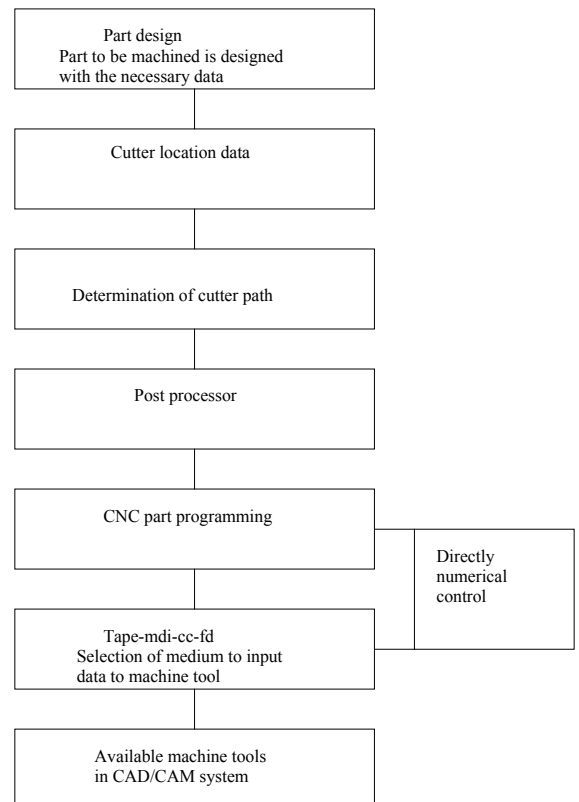 Part design
Part to be machined is designed
with the necessary data
Cutter location data
Determination of cutter path
Post processor
CNC part programming
Directly
numerical
control
Tape-mdi-cc-fd
Selection of medium to input
data to machine tool
Available machine tools
in CAD/CAM system